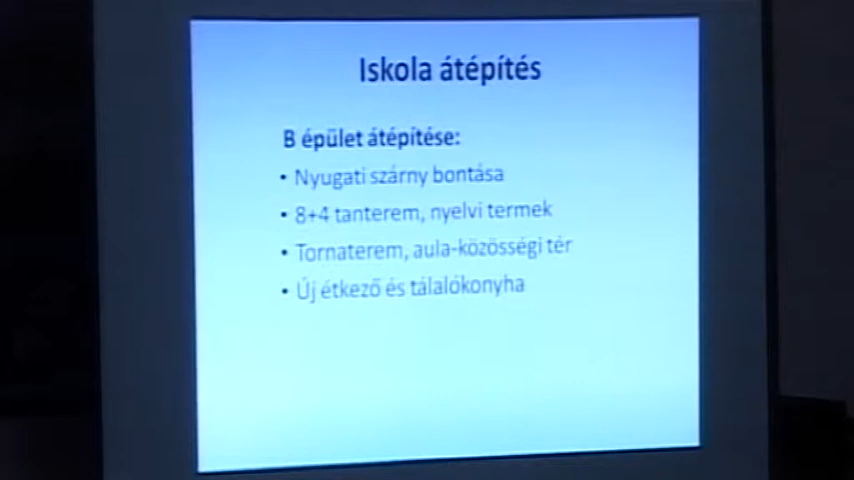 Iskola átépítés
B épület átépítése:
• Nyugati szárny bontása
• 8+4 tanterem, nyelvi termek
• Tornaterem, aula-közösségi tér
• Új étkező és tálalókonyha